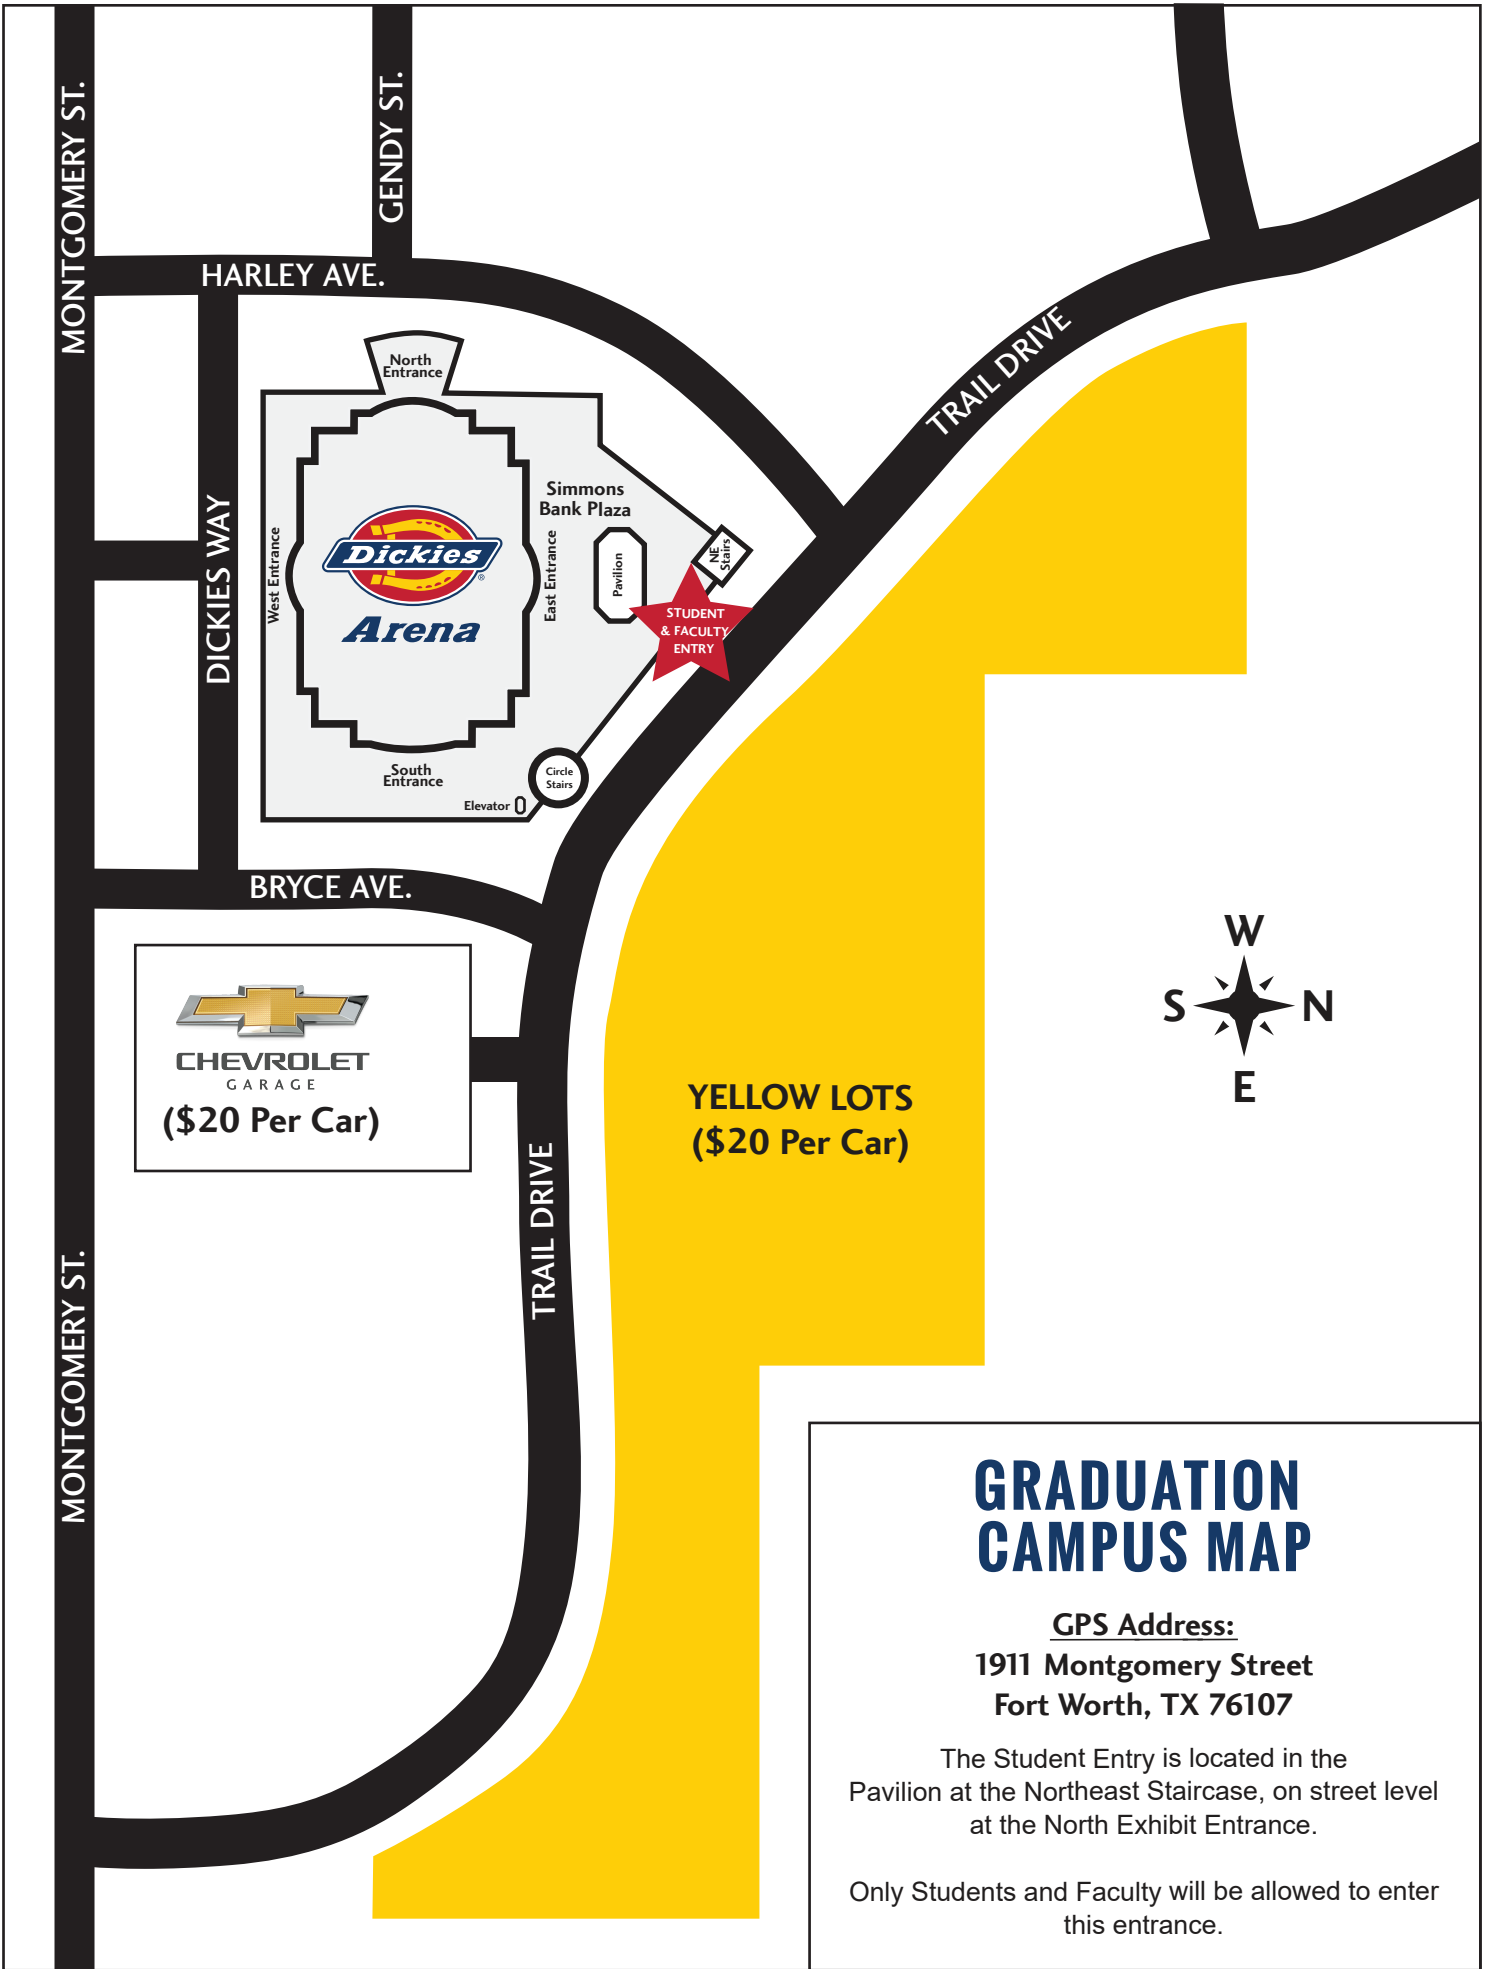 MONTGOMERY ST.
GENDY ST.
HARLEY AVE.
TRAIL DRIVE
North
Entrance
Simmons
Bank Plaza
NE
Stairs
Pavilion
West Entrance
East Entrance
DICKIES WAY
Dickies
®
Arena
STUDENT
& FACULTY
ENTRY
South
Entrance
Circle
Stairs
Elevator
BRYCE AVE.
CHEVROLET
GARAGE
($20 Per Car)
W
S N
E
YELLOW LOTS
($20 Per Car)
TRAIL DRIVE
MONTGOMERY ST.
GRADUATION
CAMPUS MAP
GPS Address:
1911 Montgomery Street
Fort Worth, TX 76107
The Student Entry is located in the
Pavilion at the Northeast Staircase, on street level
at the North Exhibit Entrance.
Only Students and Faculty will be allowed to enter
this entrance.